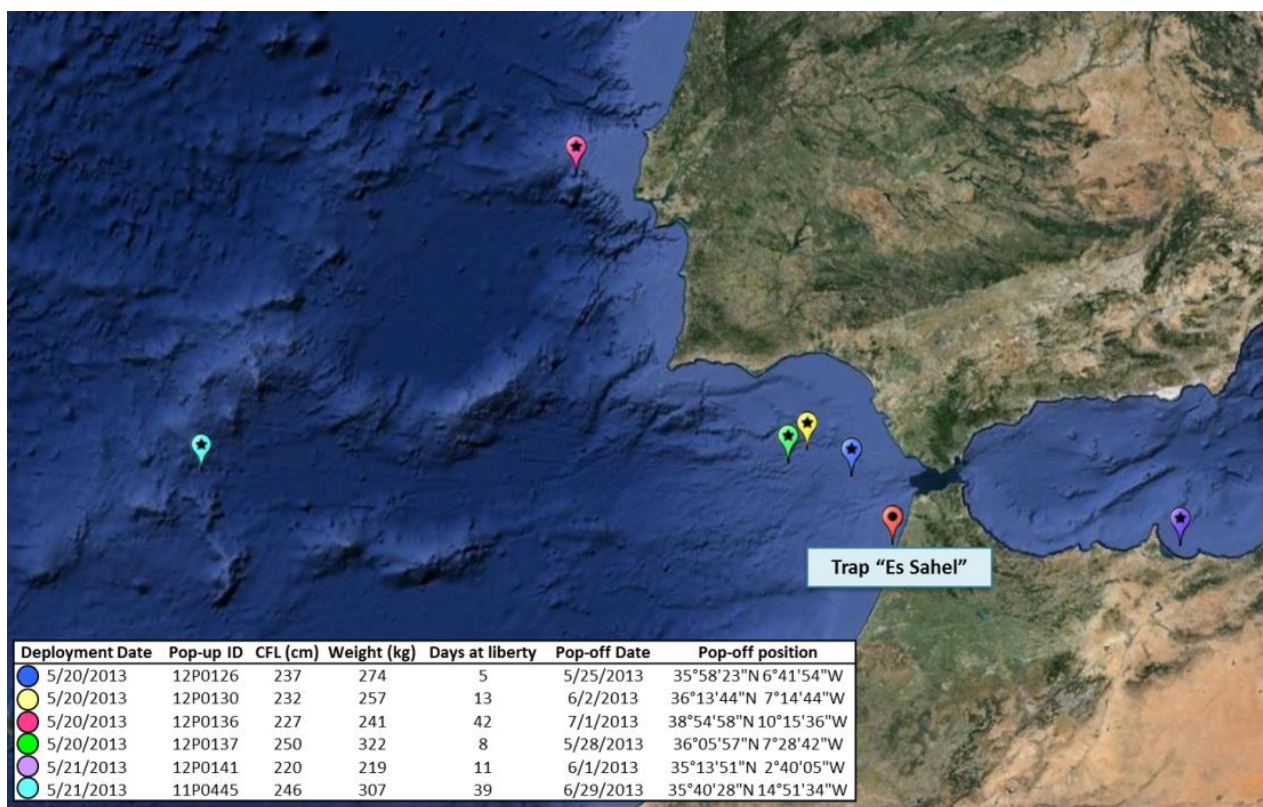 Trap “Es Sahel”
Deployment Date Pop-up ID CFL (cm) Weight (kg) Days at liberty Pop-off Date Pop-off position
5/20/2013 12P0126 237 274 5 5/25/2013 35°58'23"N 6°41'54"W
5/20/2013 12P0130 232 257 13 6/2/2013 36°13'44"N 7°14'44"W
5/20/2013 12P0136 227 241 42 7/1/2013 38°54'58"N 10°15'36"W
5/20/2013 12P0137 250 322 8 5/28/2013 36°05'57"N 7°28'42"W
5/21/2013 12P0141 220 219 11 6/1/2013 35°13'51"N 2°40'05"W
5/21/2013 11P0445 246 307 39 6/29/2013 35°40'28"N 14°51'34"W